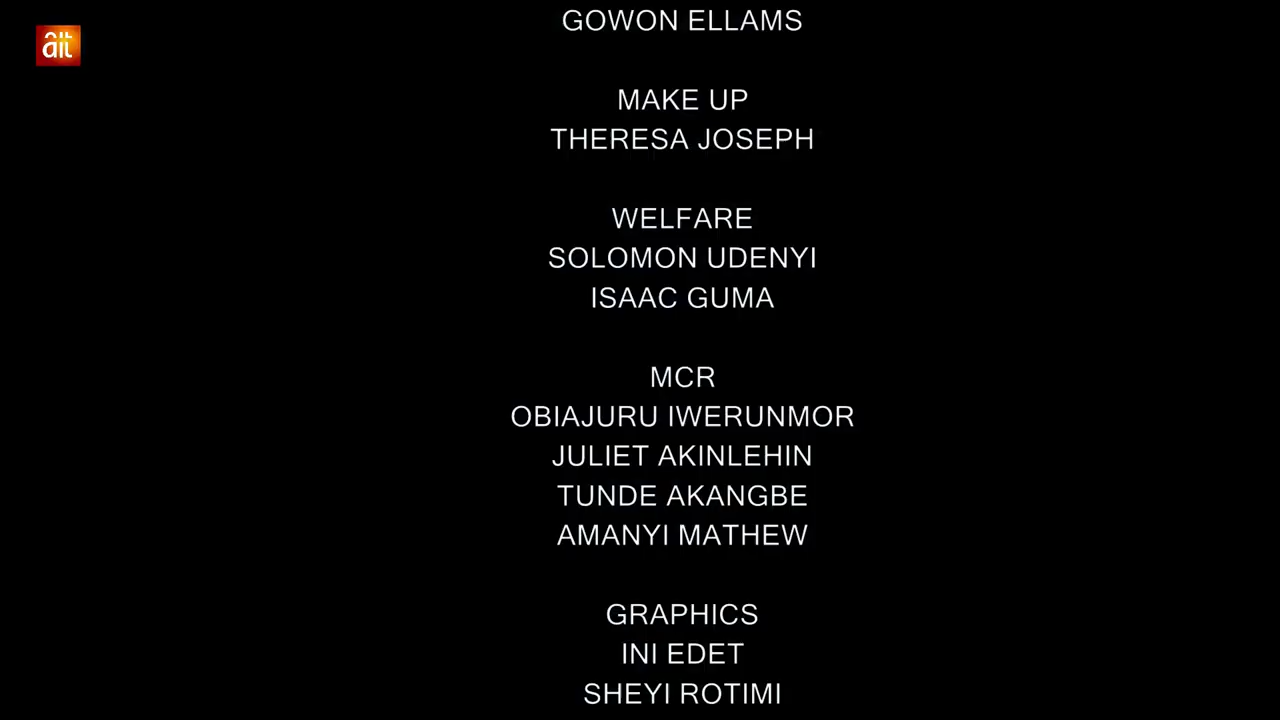 ait
GOWON ELLAMS
MAKE UP
THERESA JOSEPH
WELFARE
SOLOMON UDENYI
ISAAC GUMA
MCR
OBIAJURU IWERUNMOR
JULIET AKINLEHIN
TUNDE AKANGBE
AMANYI MATHEW
GRAPHICS
INI EDET
SHEYI ROTIMI